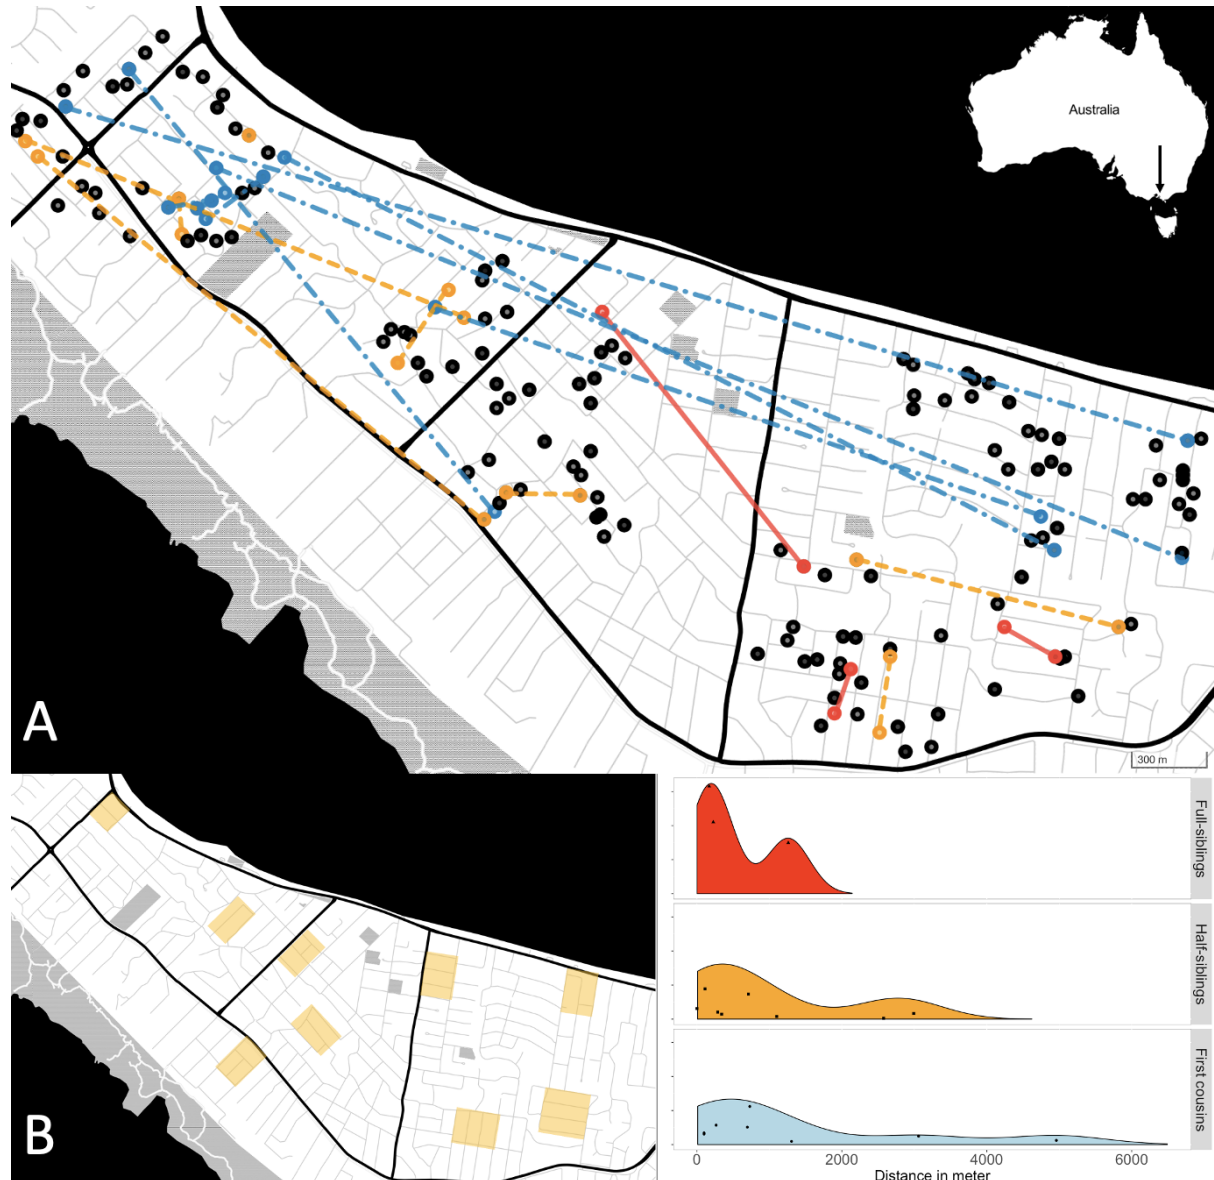 Australia
A
300 m
B
Full-siblings
Half-siblings
First cousins
0 2000 4000 6000
Distance in meter